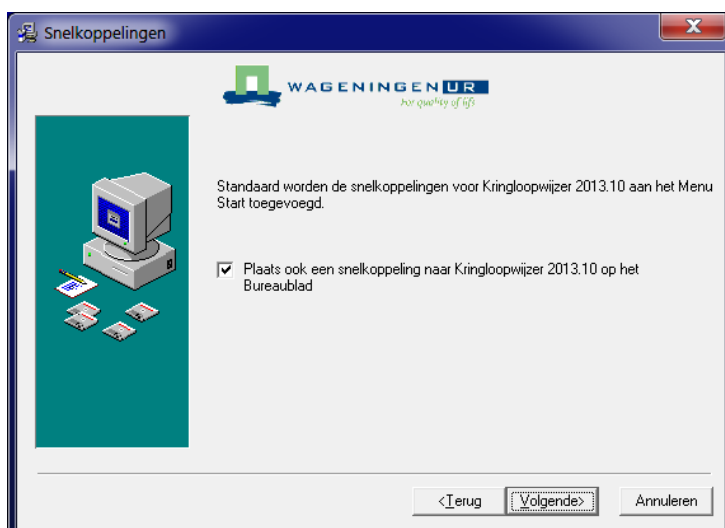 Snelkoppelingen
WAGENINGEN UR
For quality of life
Standaard worden de snelkoppelingen voor Kringloopwijzer 2013.10 aan het Menu
Start toegevoegd.
Plaats ook een snelkoppeling naar Kringloopwijzer 2013.10 op het
Bureaublad
<Terug
Volgende>
Annuleren